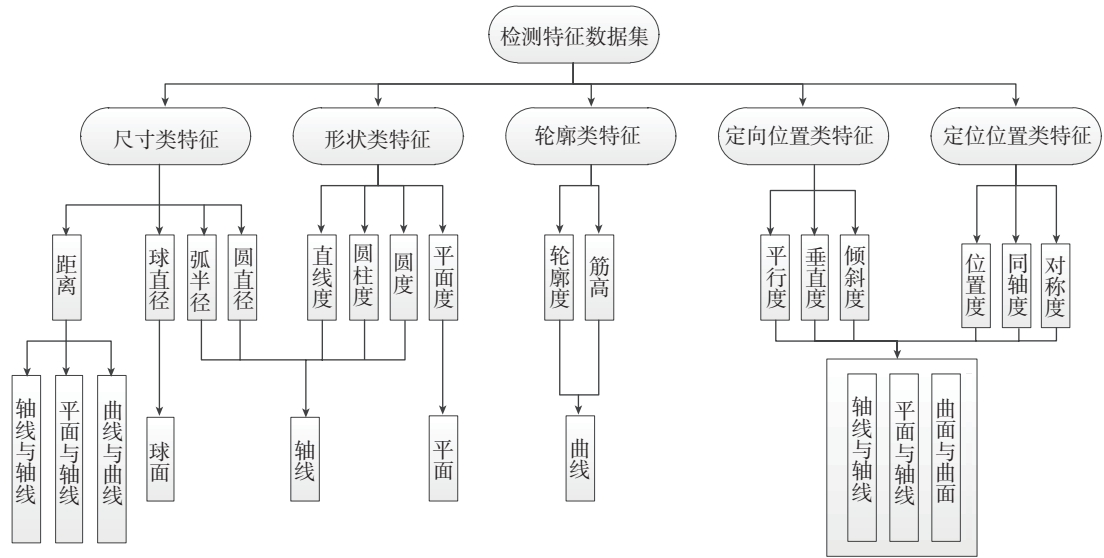 检测特征数据集
尺寸类特征
形状类特征
轮廓类特征
定向位置类特征
定位位置类特征
距离
球直径
弧半径
圆直径
直线度
圆柱度
圆度
平面度
轮廓度
筋高
平行度
垂直度
倾斜度
位置度
同轴度
对称度
轴线与轴线
平面与轴线
曲线与曲线
球面
轴线
平面
曲线
轴线与轴线
平面与轴线
曲面与曲面